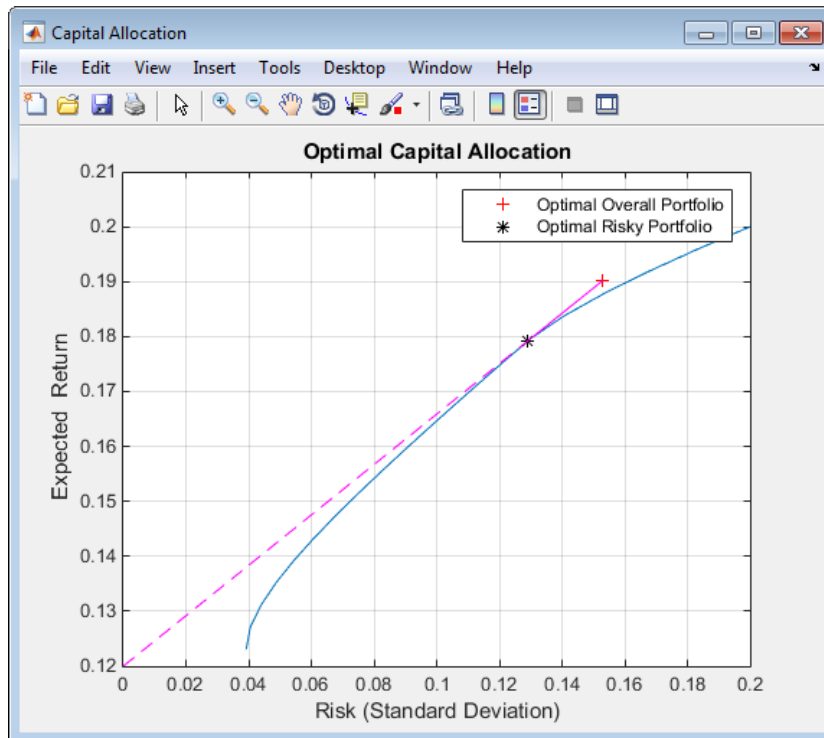 Capital Allocation
File Edit View Insert Tools Desktop Window Help
Optimal Capital Allocation
Optimal Overall Portfolio
Optimal Risky Portfolio
0.21
0.2
0.19
0.18
0.17
0.16
0.15
0.14
0.13
0.12
Expected Return
0 0.02 0.04 0.06 0.08 0.1 0.12 0.14 0.16 0.18 0.2
Risk (Standard Deviation)